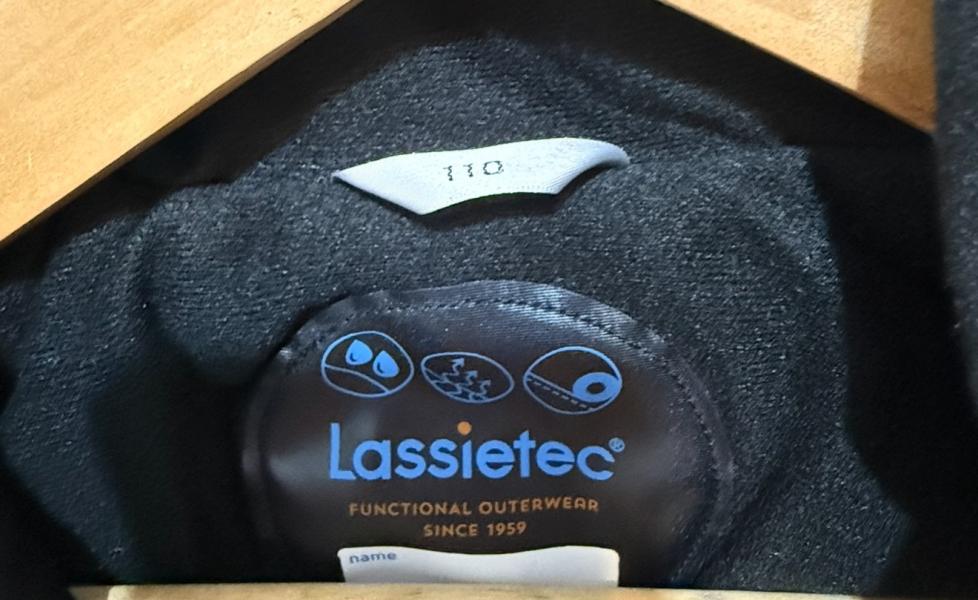 110
Lassietec®
FUNCTIONAL OUTERWEAR
SINCE 1959
name